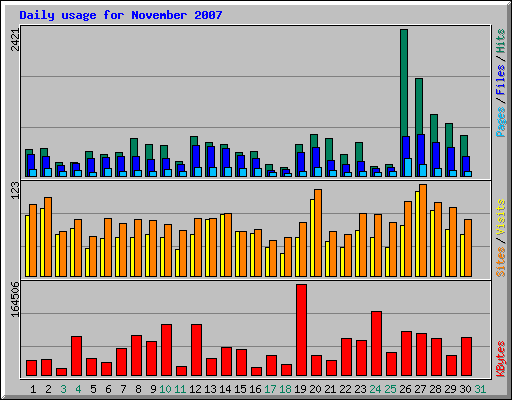 Daily usage for November 2007
2421
Pages / Files / Hits
123
Sites / Visits
164506
KBytes
1 2 3 4 5 6 7 8 9 10 11 12 13 14 15 16 17 18 19 20 21 22 23 24 25 26 27 28 29 30 31